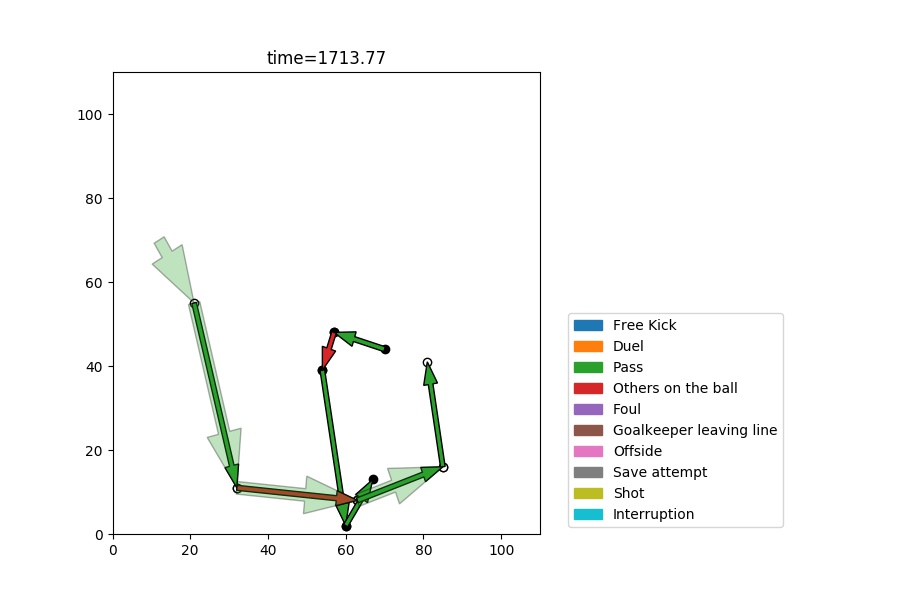 time=1713.77
100
80
60
40
20
0
0 20 40 60 80 100
Free Kick
Duel
Pass
Others on the ball
Foul
Goalkeeper leaving line
Offside
Save attempt
Shot
Interruption